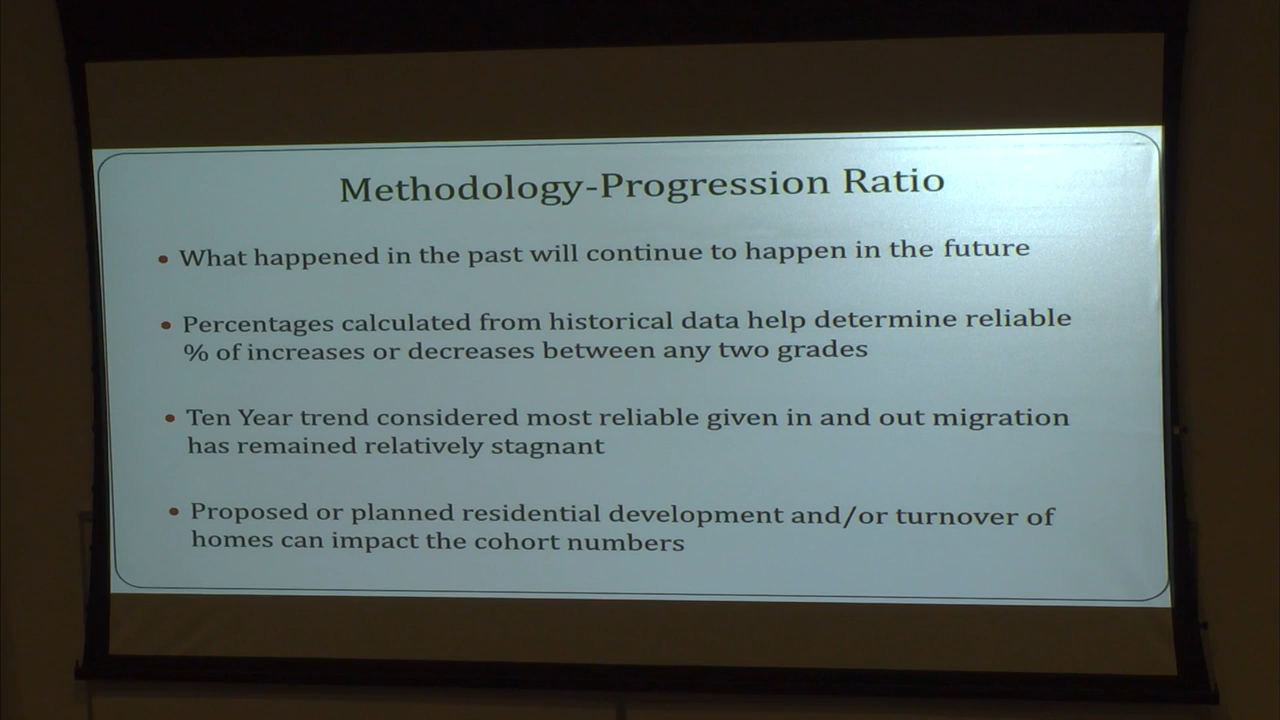 Methodology-Progression Ratio
• What happened in the past will continue to happen in the future
• Percentages calculated from historical data help determine reliable
% of increases or decreases between any two grades
• Ten Year trend considered most reliable given in and out migration
has remained relatively stagnant
• Proposed or planned residential development and/or turnover of
homes can impact the cohort numbers